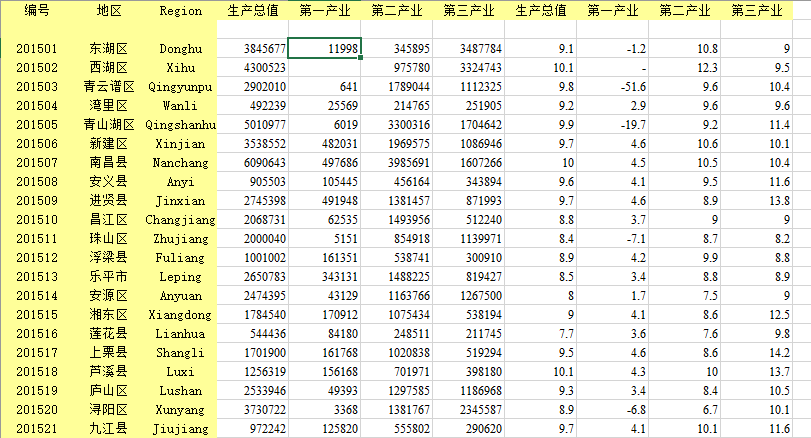 编号 地区 Region 生产总值 第一产业 第二产业 第三产业 生产总值 第一产业 第二产业 第三产业
201501 东湖区 Donghu 3845677 11998 345895 3487784 9.1 -1.2 10.8 9
201502 西湖区 Xihu 4300523 975780 3324743 10.1 - 12.3 9.5
201503 青云谱区 Qingyunpu 2902010 641 1789044 1112325 9.8 -51.6 9.6 10.4
201504 湾里区 Wanli 492239 25569 214765 251905 9.2 2.9 9.6 9.6
201505 青山湖区 Qingshanhu 5010977 6019 3300316 1704642 9.9 -19.7 9.2 11.4
201506 新建区 Xinjian 3538552 482031 1969575 1086946 9.7 4.6 10.6 10.1
201507 南昌县 Nanchang 6090643 497686 3985691 1607266 10 4.5 10.5 10.4
201508 安义县 Anyi 905503 105445 456164 343894 9.6 4.1 9.5 11.6
201509 进贤县 Jinxian 2745398 491948 1381457 871993 9.7 4.6 8.9 13.8
201510 昌江区 Changjiang 2068731 62535 1493956 512240 8.8 3.7 9 9
201511 珠山区 Zhujiang 2000040 5151 854918 1139971 8.4 -7.1 8.7 8.2
201512 浮梁县 Fuliang 1001002 161351 538741 300910 8.9 4.2 9.9 8.8
201513 乐平市 Leping 2650783 343131 1488225 819427 8.5 3.4 8.8 8.9
201514 安源区 Anyuan 2474395 43129 1163766 1267500 8 1.7 7.5 9
201515 湘东区 Xiangdong 1784540 170912 1075434 538194 9 4.1 8.6 12.5
201516 莲花县 Lianhua 544436 84180 248511 211745 7.7 3.6 7.6 9.8
201517 上栗县 Shangli 1701900 161768 1020838 519294 9.5 4.6 8.6 14.2
201518 芦溪县 Luxi 1256319 156168 701971 398180 10.1 4.3 10 13.7
201519 庐山区 Lushan 2533946 49393 1297585 1186968 9.3 3.4 8.4 10.5
201520 浔阳区 Xunyang 3730722 3368 1381767 2345587 8.9 -6.8 6.7 10.1
201521 九江县 Jiujiang 972242 125820 555802 290620 9.7 4.1 10.1 11.6